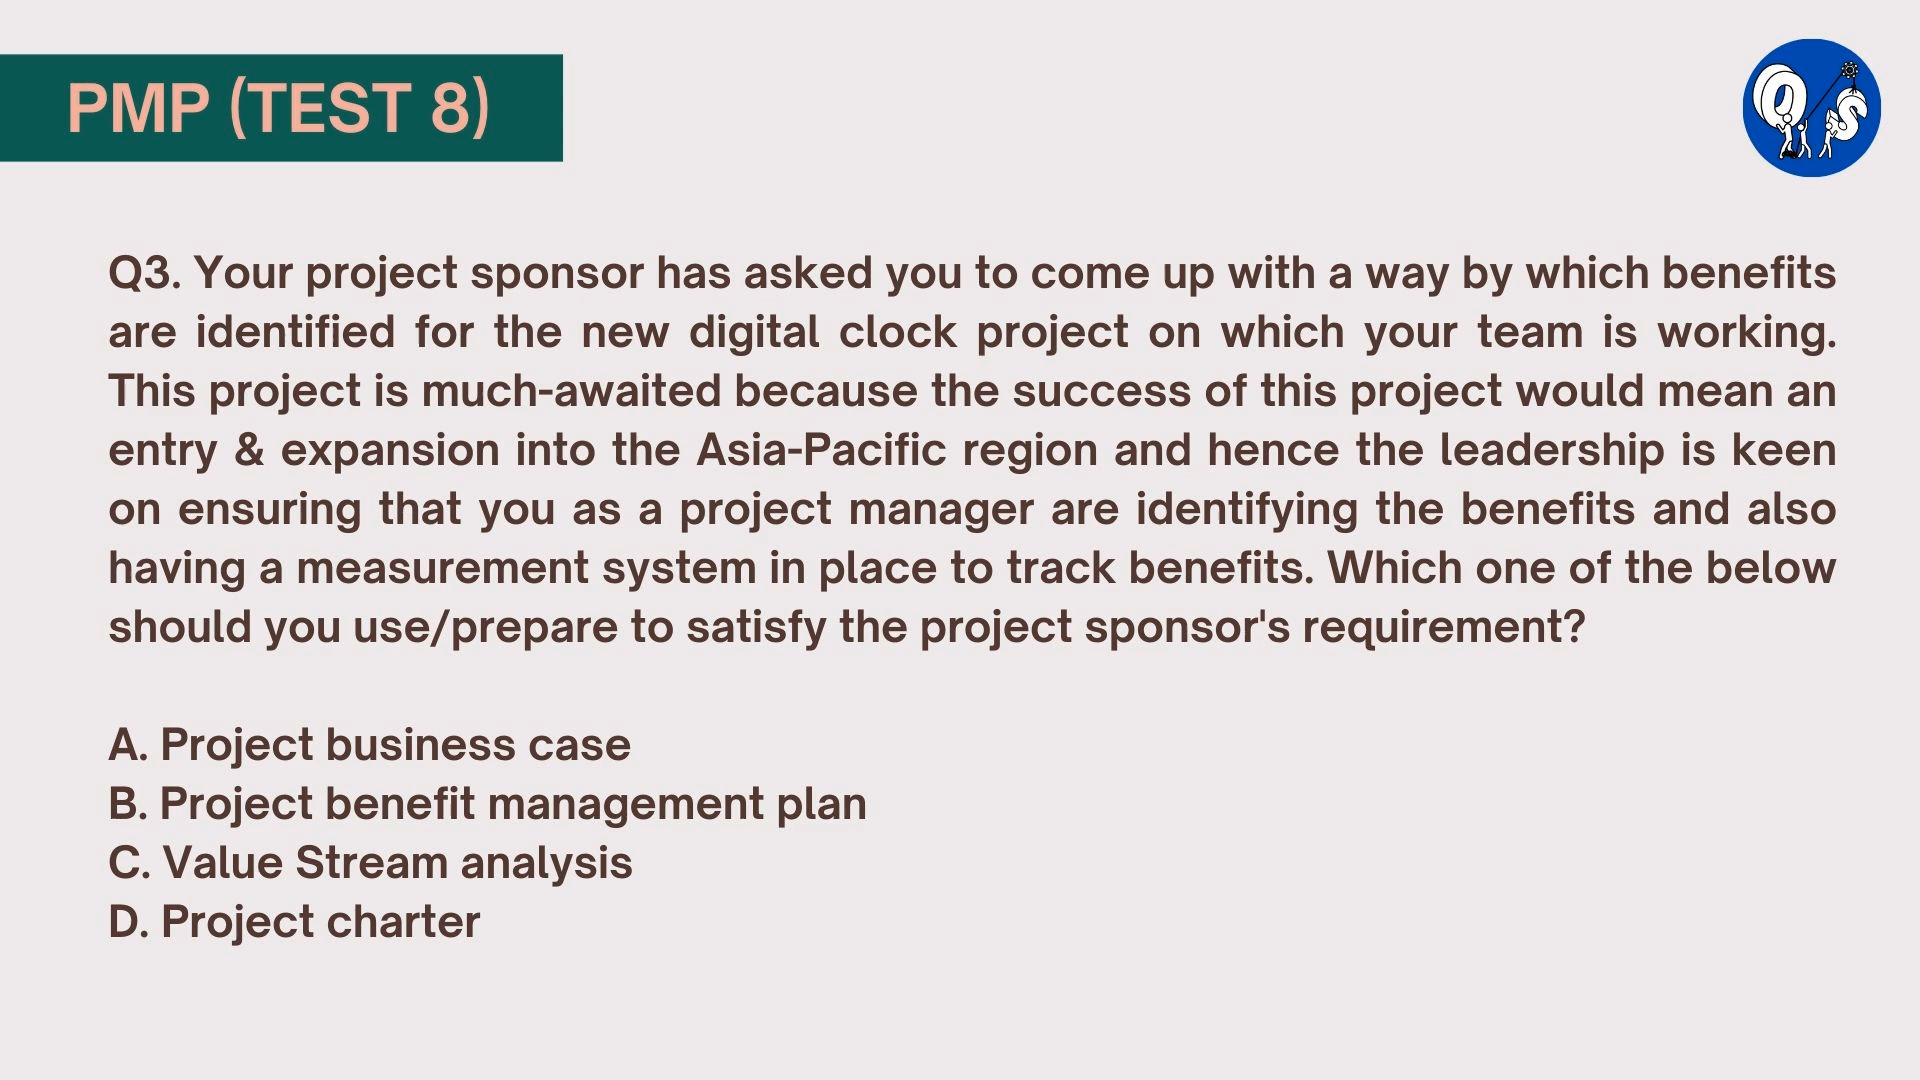 PMP (TEST 8)
Q S
Q3. Your project sponsor has asked you to come up with a way by which benefits
are identified for the new digital clock project on which your team is working.
This project is much-awaited because the success of this project would mean an
entry & expansion into the Asia-Pacific region and hence the leadership is keen
on ensuring that you as a project manager are identifying the benefits and also
having a measurement system in place to track benefits. Which one of the below
should you use/prepare to satisfy the project sponsor's requirement?
A. Project business case
B. Project benefit management plan
C. Value Stream analysis
D. Project charter